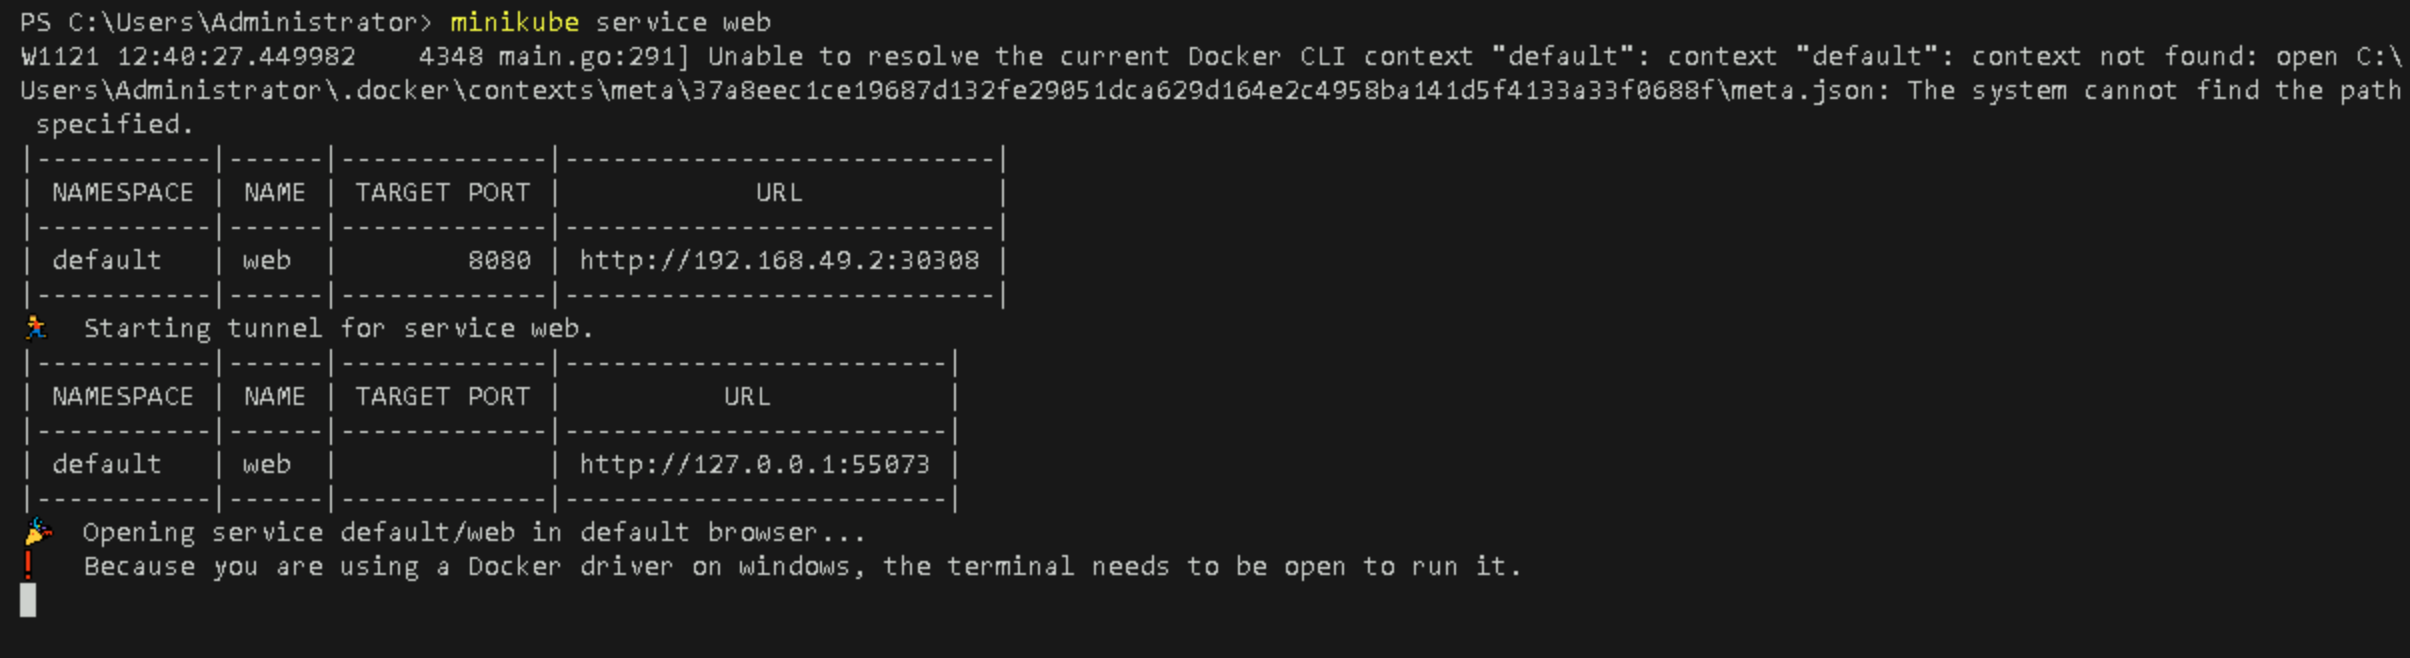 PS C:\Users\Administrator> minikube service web
W1121 12:40:27.449982    4348 main.go:291] Unable to resolve the current Docker CLI context "default": context "default": context not found: open C:\
Users\Administrator\.docker\contexts\meta\37a8eec1ce19687d132fe29051dca629d164e2c4958ba141d5f4133a33f0688f\meta.json: The system cannot find the path
 specified.
|-----------|------|-------------|---------------------------|
| NAMESPACE | NAME | TARGET PORT |            URL            |
|-----------|------|-------------|---------------------------|
| default   | web  |        8080 | http://192.168.49.2:30308 |
|-----------|------|-------------|---------------------------|
🏃  Starting tunnel for service web.
|-----------|------|-------------|------------------------|
| NAMESPACE | NAME | TARGET PORT |          URL           |
|-----------|------|-------------|------------------------|
| default   | web  |             | http://127.0.0.1:55073 |
|-----------|------|-------------|------------------------|
🎉  Opening service default/web in default browser...
❗  Because you are using a Docker driver on windows, the terminal needs to be open to run it.